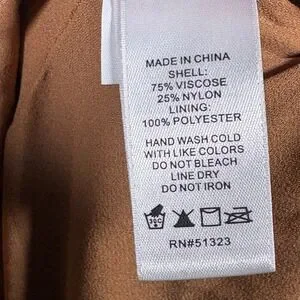 MADE IN CHINA
SHELL:
75% VISCOSE
25% NYLON
LINING:
100% POLYESTER
HAND WASH COLD
WITH LIKE COLORS
DO NOT BLEACH
LINE DRY
DO NOT IRON
RN#51323